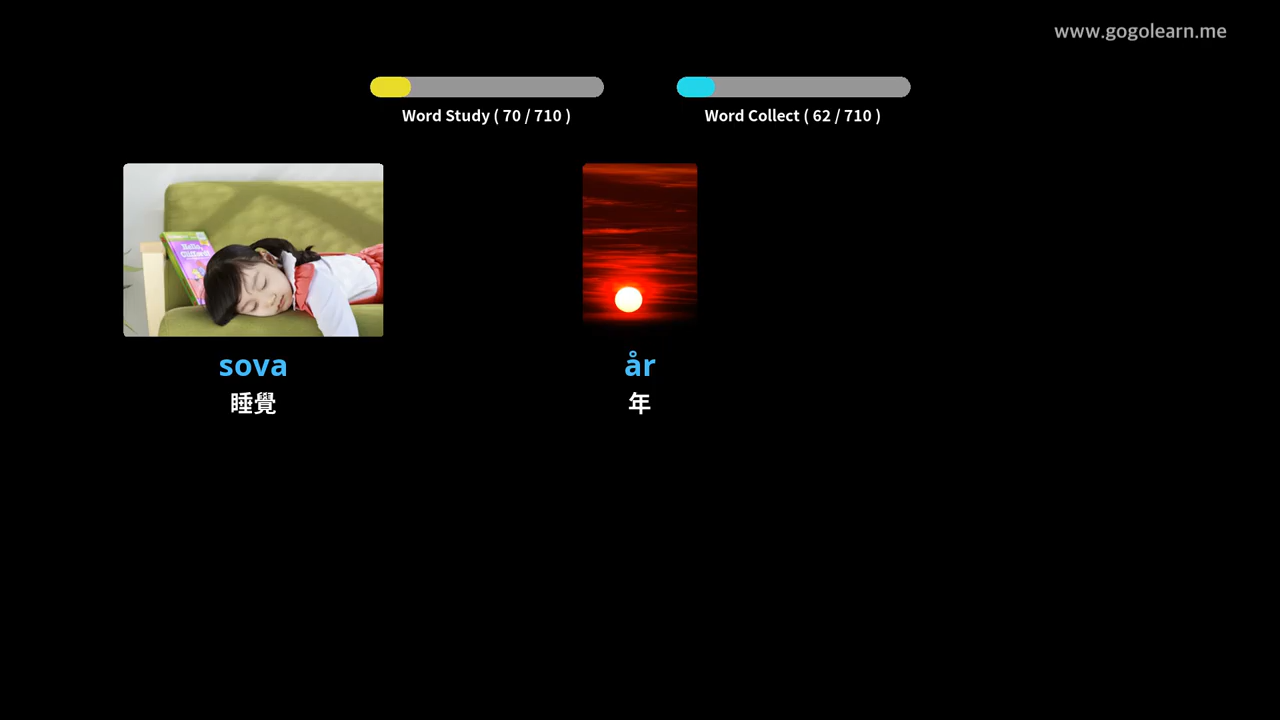 www.gogolearn.me
Word Study ( 70 / 710 )
Word Collect ( 62 / 710 )
sova
睡覺
år
年